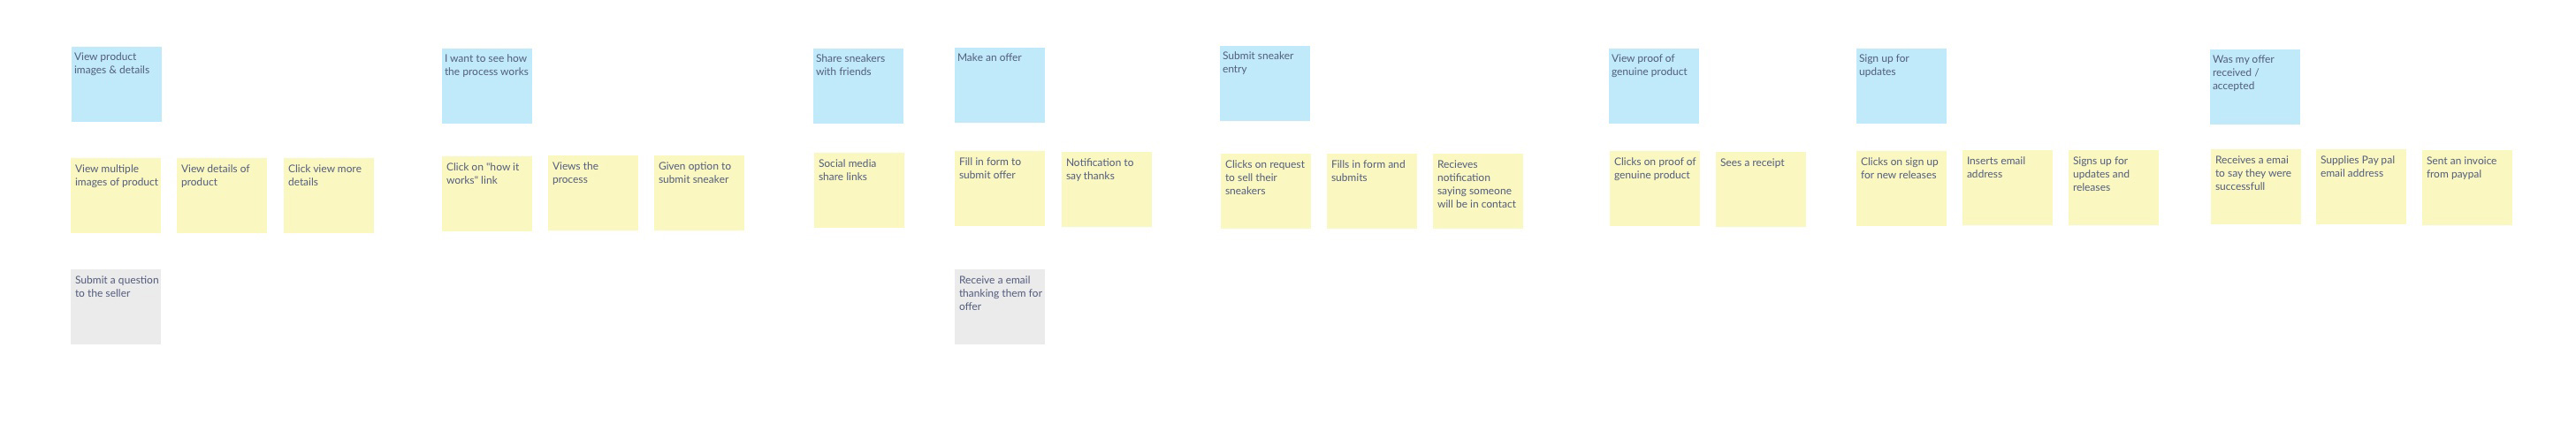 View product
images & details
I want to see how
the process works
Share sneakers
with friends
Make an offer
Submit sneaker
entry
View proof of
genuine product
Sign up for
updates
Was my offer
received /
accepted
View multiple
images of product
View details of
product
Click view more
details
Click on "how it
works" link
Views the
process
Given option to
submit sneaker
Social media
share links
Fill in form to
submit offer
Notification to
say thanks
Clicks on request
to sell their
sneakers
Fills in form and
submits
Recieves
notification
saying someone
will be in contact
Clicks on proof of
genuine product
Sees a receipt
Clicks on sign up
for new releases
Inserts email
address
Signs up for
updates and
releases
Receives a emai
to say they were
successfull
Supplies Pay pal
email address
Sent an invoice
from paypal
Submit a question
to the seller
Receive a email
thanking them for
offer